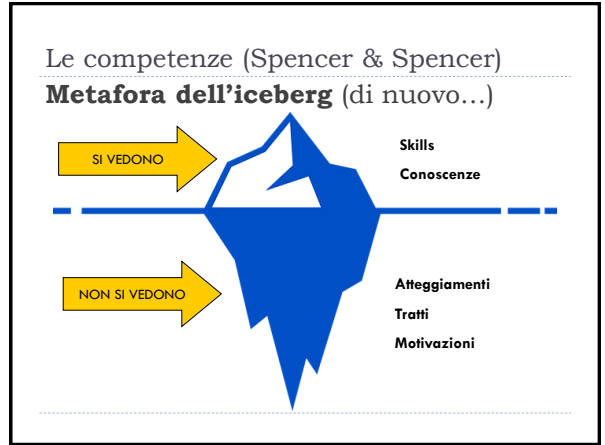 Le competenze (Spencer & Spencer)
Metafora dell'iceberg (di nuovo…)
SI VEDONO
Skills
Conoscenze
NON SI VEDONO
Atteggiamenti
Tratti
Motivazioni